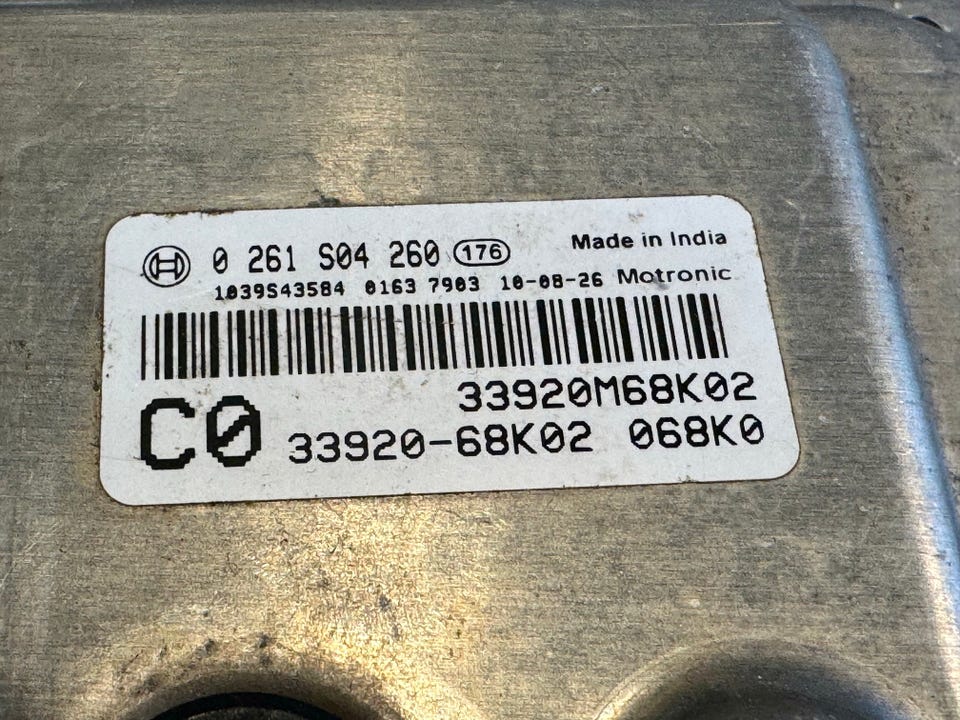 0 261 S04 260 176 Made in India
1039S43584 0163 7903 10-08-26 Motronic
33920M68K02
C0 33920-68K02 068K0